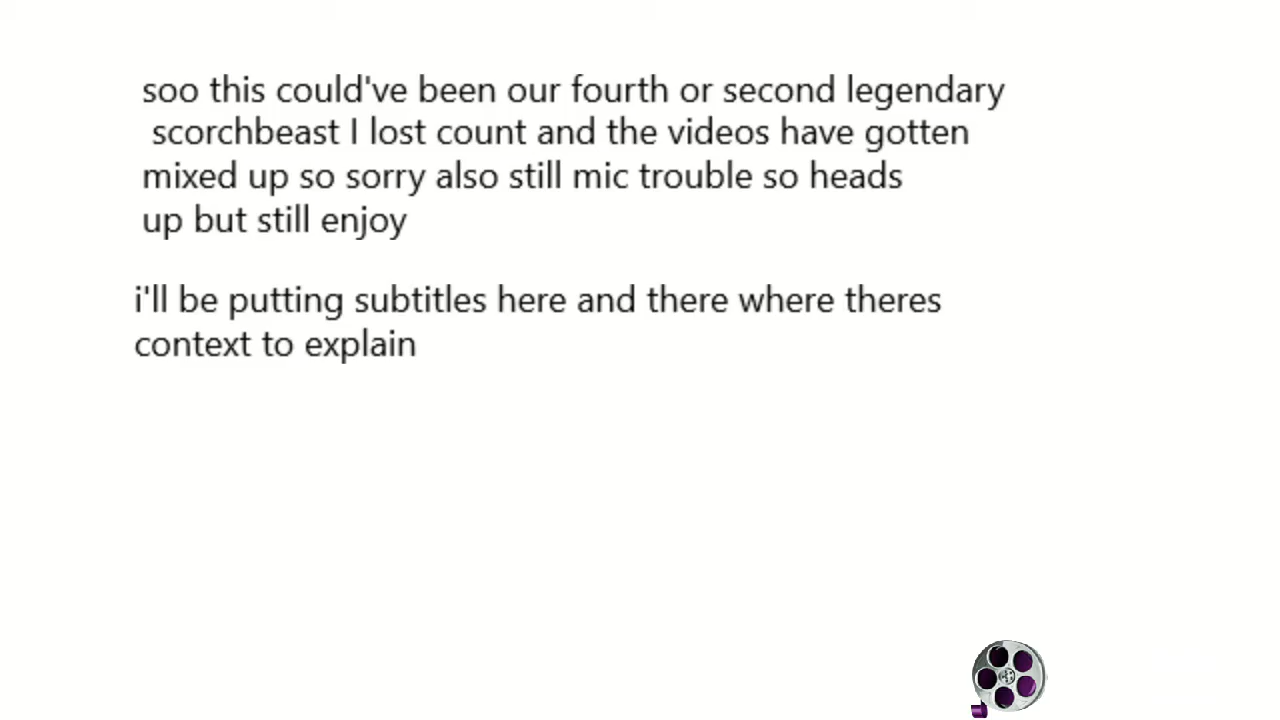 soo this could've been our fourth or second legendary
scorchbeast I lost count and the videos have gotten
mixed up so sorry also still mic trouble so heads
up but still enjoy
i'll be putting subtitles here and there where theres
context to explain